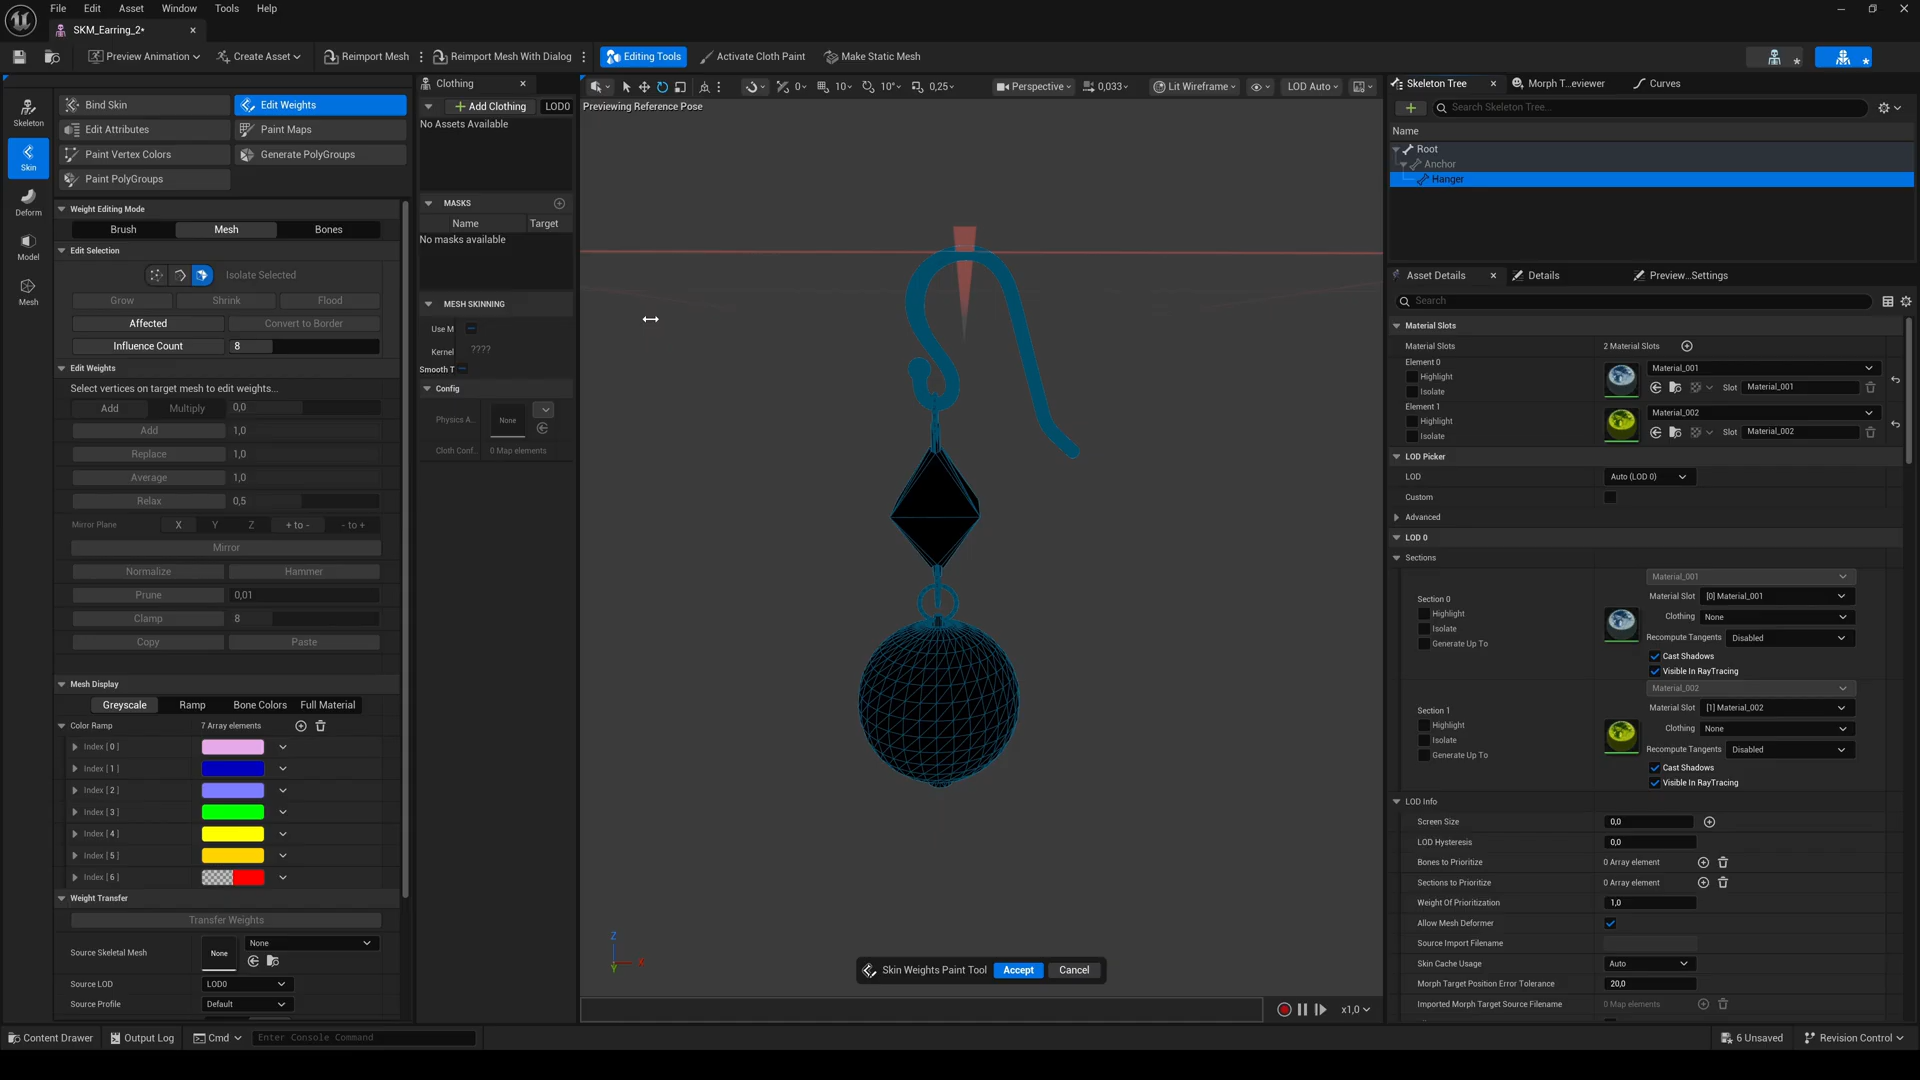 File Edit Asset Window Tools Help
SKM_Earring_2*
Preview Animation Create Asset Reimport Mesh Reimport Mesh With Dialog Editing Tools Activate Cloth Paint Make Static Mesh
Skeleton
Skin
Deform
Model
Mesh
Bind Skin Edit Weights
Edit Attributes Paint Maps
Paint Vertex Colors Generate PolyGroups
Paint PolyGroups
Weight Editing Mode
Brush Mesh Bones
Edit Selection
Isolate Selected
Grow Shrink Flood
Affected Convert to Border
Influence Count 8
Edit Weights
Select vertices on target mesh to edit weights...
Add Multiply 0,0
Add 1,0
Replace 1,0
Average 1,0
Relax 0,5
Mirror Plane X Y Z + to - - to +
Mirror
Normalize Hammer
Prune 0,01
Clamp 8
Copy Paste
Mesh Display
Greyscale Ramp Bone Colors Full Material
Color Ramp 7 Array elements
Index [ 0 ]
Index [ 1 ]
Index [ 2 ]
Index [ 3 ]
Index [ 4 ]
Index [ 5 ]
Index [ 6 ]
Weight Transfer
Transfer Weights
Source Skeletal Mesh None None
Source LOD LOD0
Source Profile Default
Clothing
Add Clothing LOD0
No Assets Available
MASKS
Name Target
No masks available
MESH SKINNING
Use M
Kernel ????
Smooth T
Config
Physics A... None
Cloth Conf... 0 Map elements
0 10 10° 0,25 Perspective 0,033 Lit Wireframe LOD Auto
Previewing Reference Pose
Z
X
Y
Skin Weights Paint Tool Accept Cancel
x1,0
Skeleton Tree Morph T...eviewer Curves
Search Skeleton Tree...
Name
Root
Anchor
Hanger
Asset Details Details Preview...Settings
Search
Material Slots
Material Slots 2 Material Slots
Element 0
Highlight
Isolate
Material_001
Slot Material_001
Element 1
Highlight
Isolate
Material_002
Slot Material_002
LOD Picker
LOD Auto (LOD 0)
Custom
Advanced
LOD 0
Sections
Section 0
Highlight
Isolate
Generate Up To
Material_001
Material Slot [0] Material_001
Clothing None
Recompute Tangents Disabled
Cast Shadows
Visible In RayTracing
Section 1
Highlight
Isolate
Generate Up To
Material_002
Material Slot [1] Material_002
Clothing None
Recompute Tangents Disabled
Cast Shadows
Visible In RayTracing
LOD Info
Screen Size 0,0
LOD Hysteresis 0,0
Bones to Prioritize 0 Array element
Sections to Prioritize 0 Array element
Weight Of Prioritization 1,0
Allow Mesh Deformer
Source Import Filename
Skin Cache Usage Auto
Morph Target Position Error Tolerance 20,0
Imported Morph Target Source Filename 0 Map elements
Content Drawer Output Log Cmd Enter Console Command 6 Unsaved Revision Control